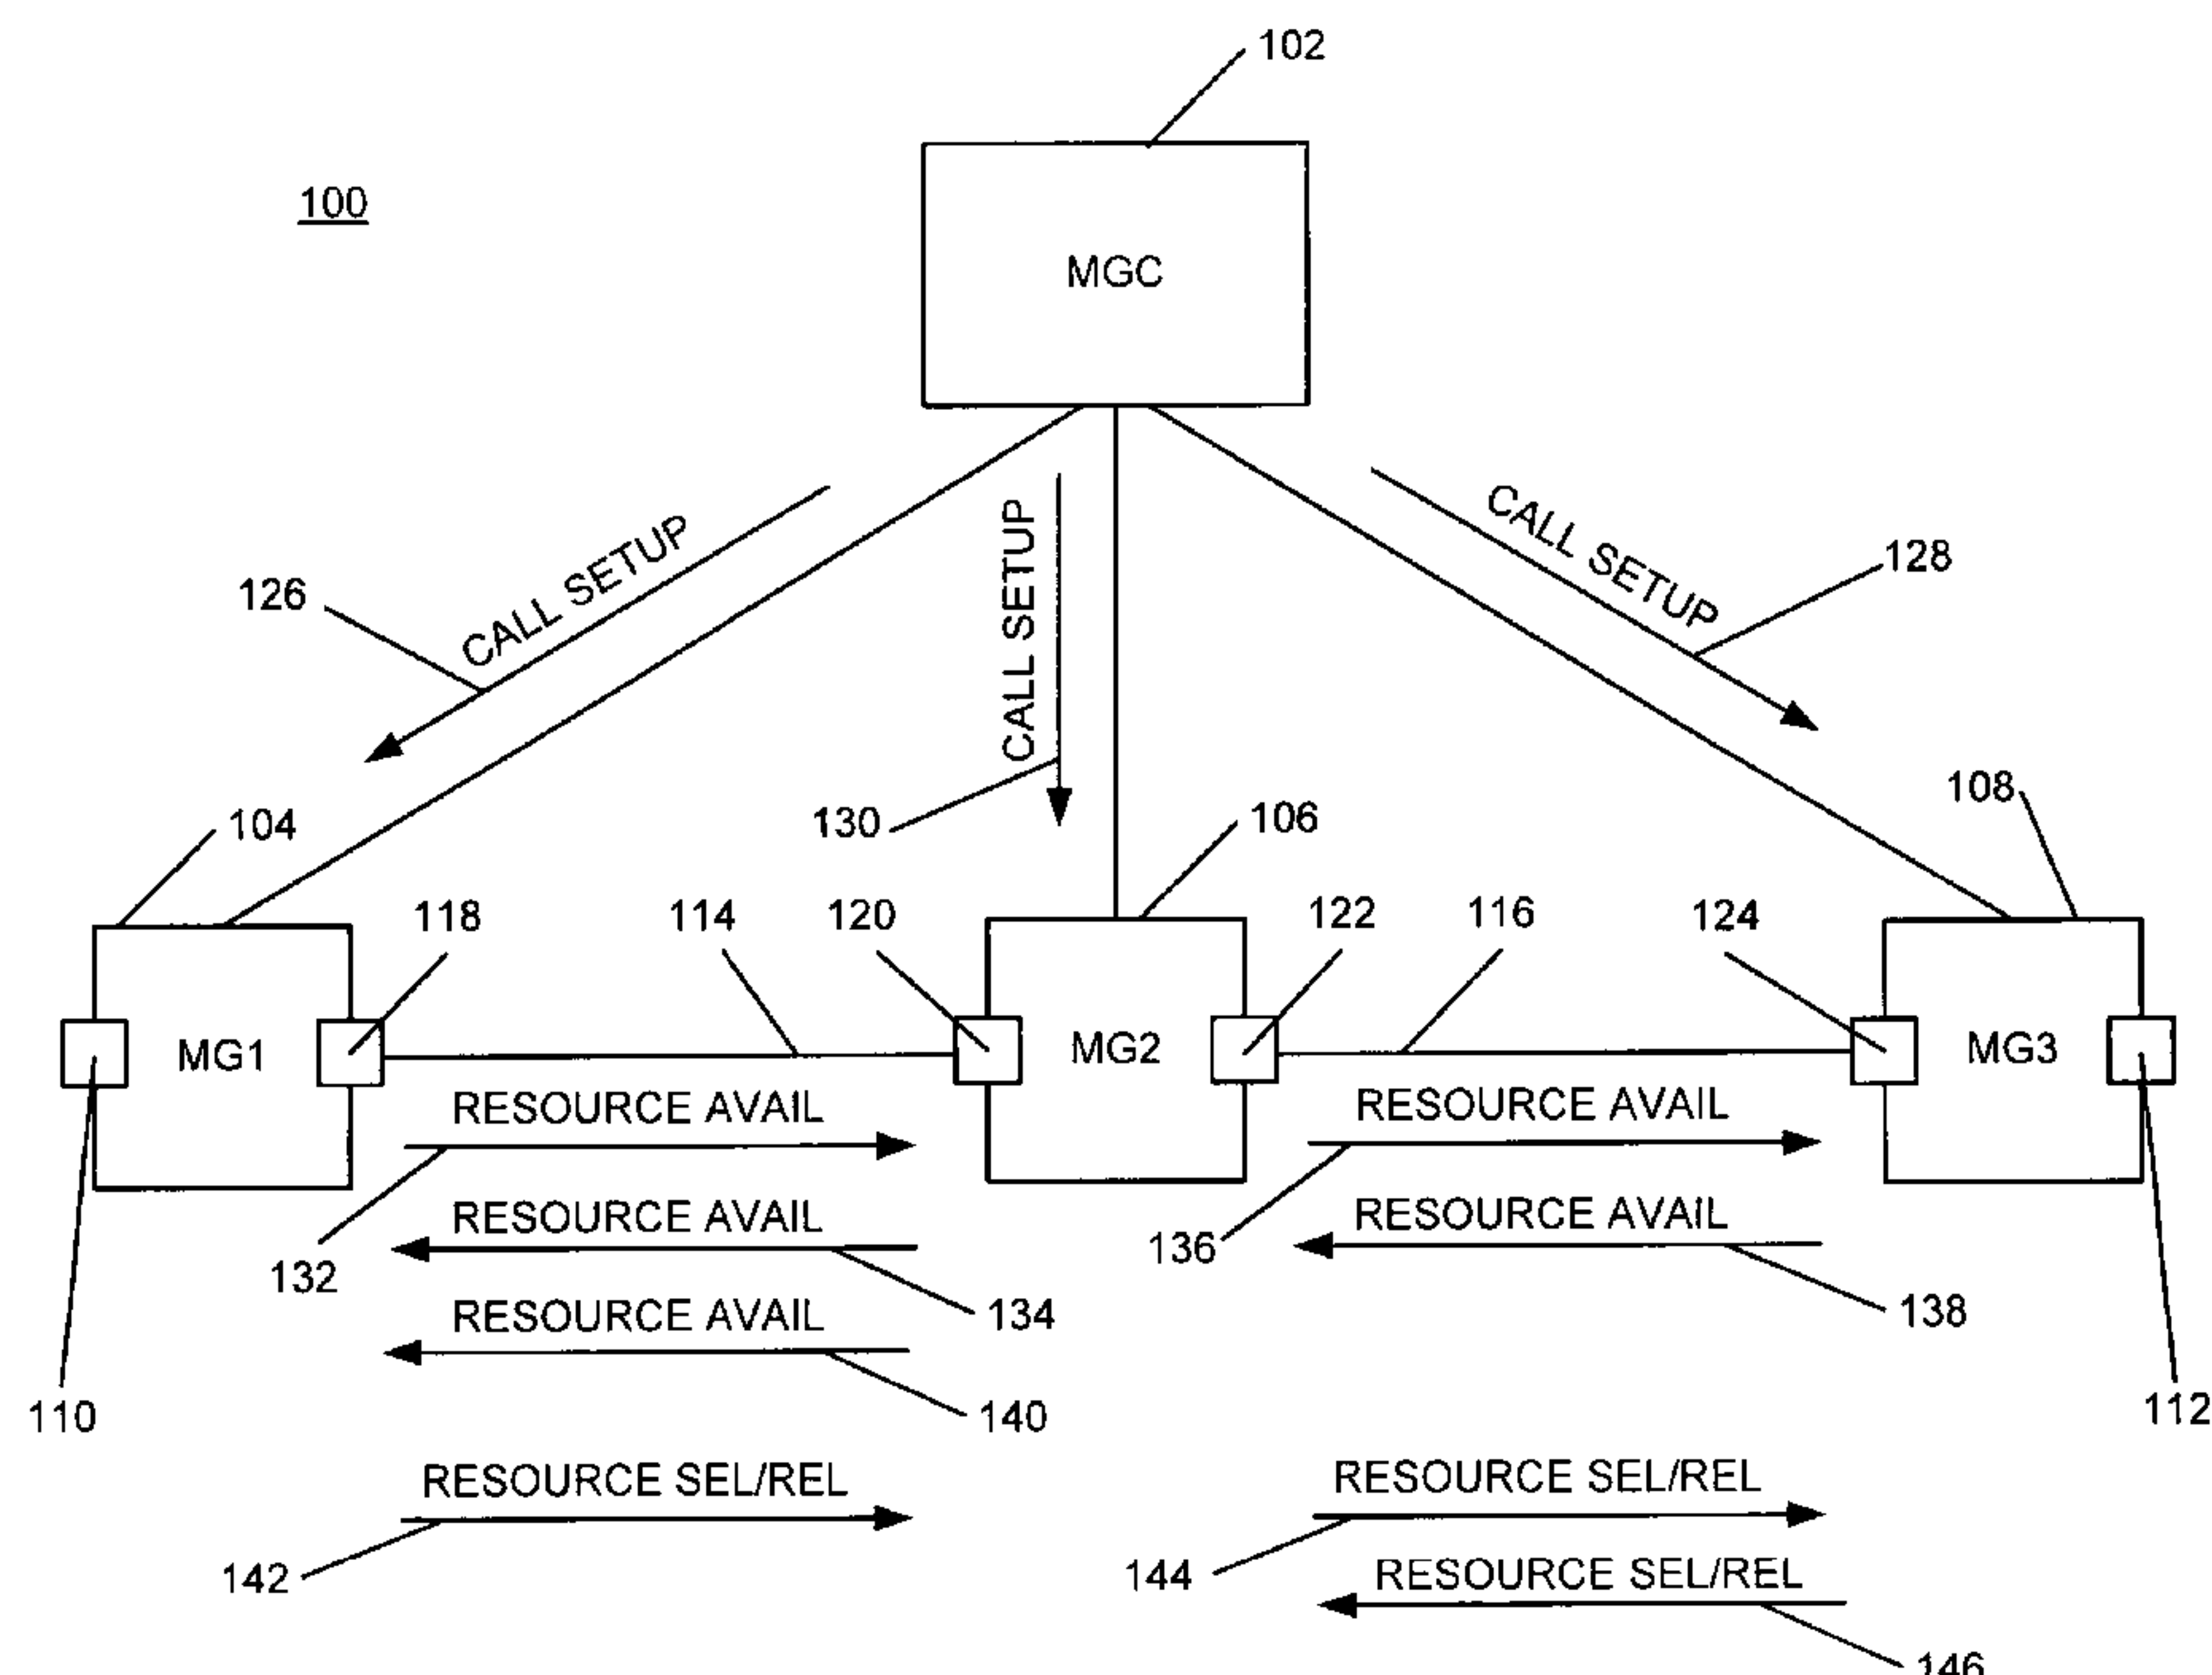 102
100
MGC
CALL SETUP
CALL SETUP
CALL SETUP
126
128
130
104
106
108
118
114
120
122
116
124
MG1
MG2
MG3
RESOURCE AVAIL
RESOURCE AVAIL
132
RESOURCE AVAIL
RESOURCE AVAIL
136
134
138
RESOURCE AVAIL
110
140
112
RESOURCE SEL/REL
RESOURCE SEL/REL
142
144
RESOURCE SEL/REL
146